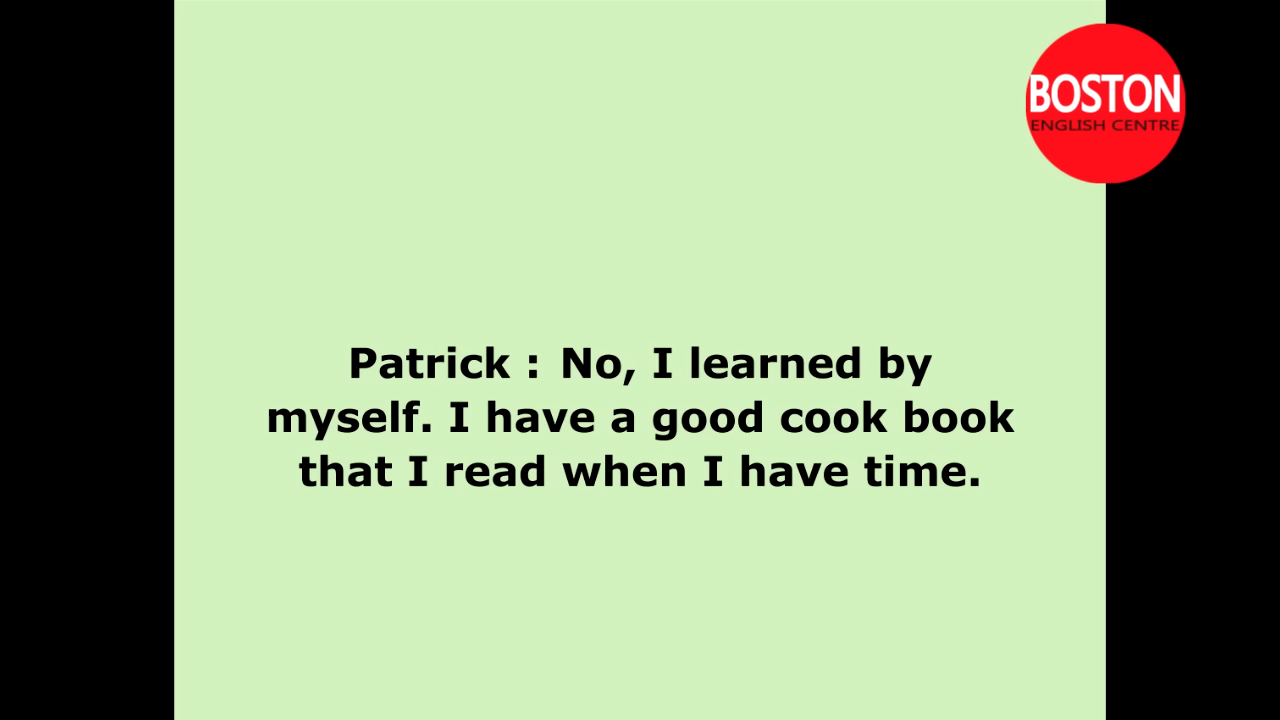 BOSTON
ENGLISH CENTRE
Patrick : No, I learned by
myself. I have a good cook book
that I read when I have time.